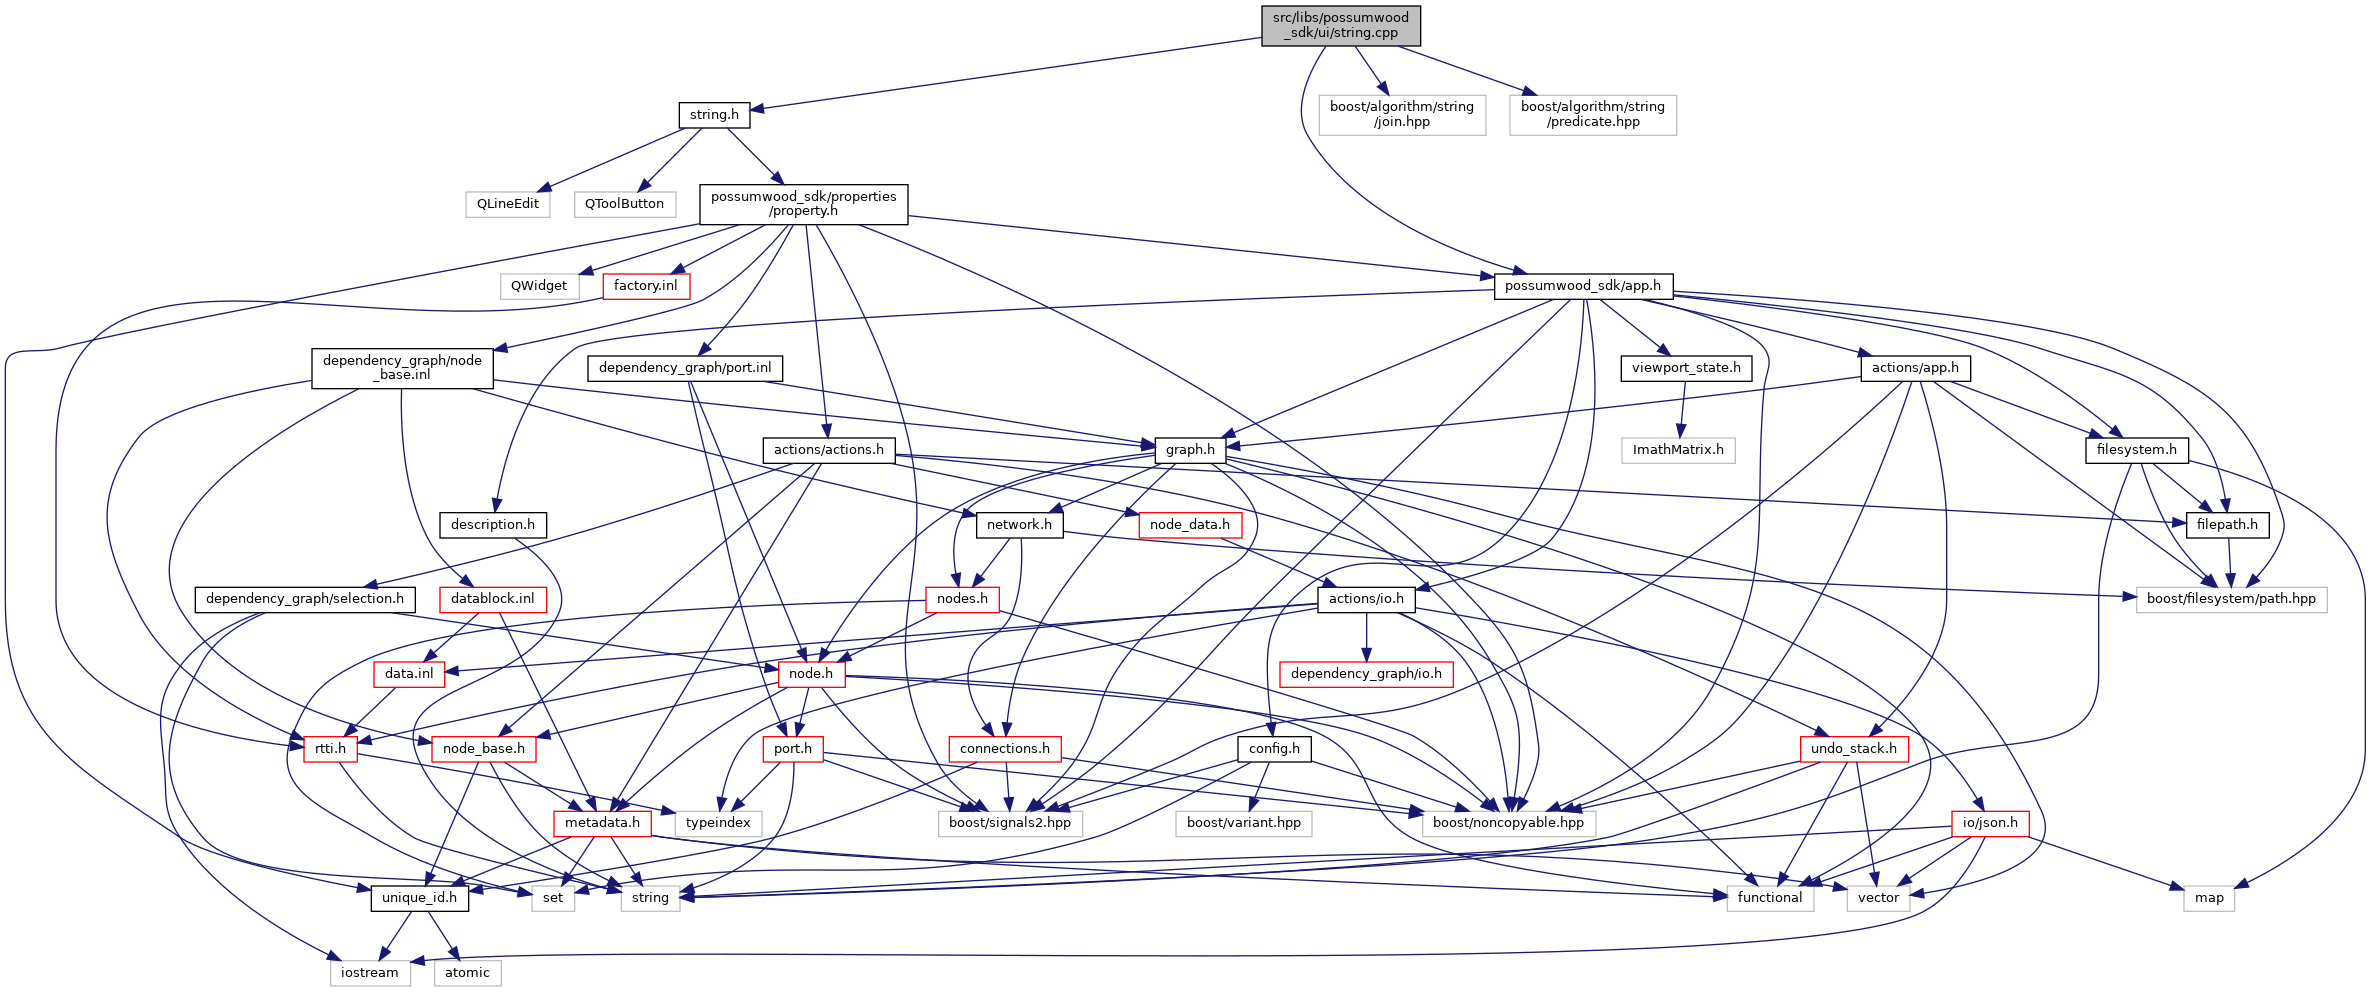 src/libs/possumwood
_sdk/ui/string.cpp
string.h
boost/algorithm/string
/join.hpp
boost/algorithm/string
/predicate.hpp
QLineEdit
QToolButton
possumwood_sdk/properties
/property.h
QWidget
factory.inl
possumwood_sdk/app.h
dependency_graph/node
_base.inl
dependency_graph/port.inl
viewport_state.h
actions/app.h
actions/actions.h
graph.h
ImathMatrix.h
filesystem.h
description.h
network.h
node_data.h
filepath.h
dependency_graph/selection.h
datablock.inl
nodes.h
actions/io.h
boost/filesystem/path.hpp
data.inl
node.h
dependency_graph/io.h
rtti.h
node_base.h
port.h
connections.h
config.h
undo_stack.h
metadata.h
typeindex
boost/signals2.hpp
boost/variant.hpp
boost/noncopyable.hpp
io/json.h
unique_id.h
set
string
functional
vector
map
iostream
atomic